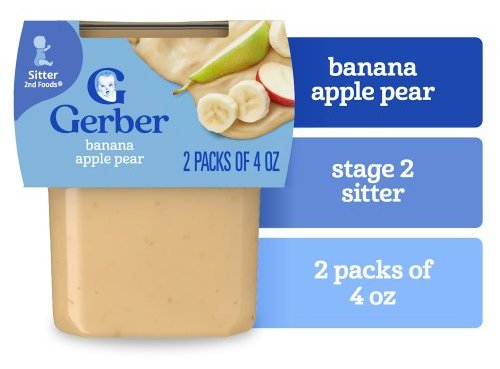 Sitter
2nd Foods®
Gerber
banana
apple pear
2 PACKS OF 4 OZ
banana
apple pear
stage 2
sitter
2 packs of
4 oz